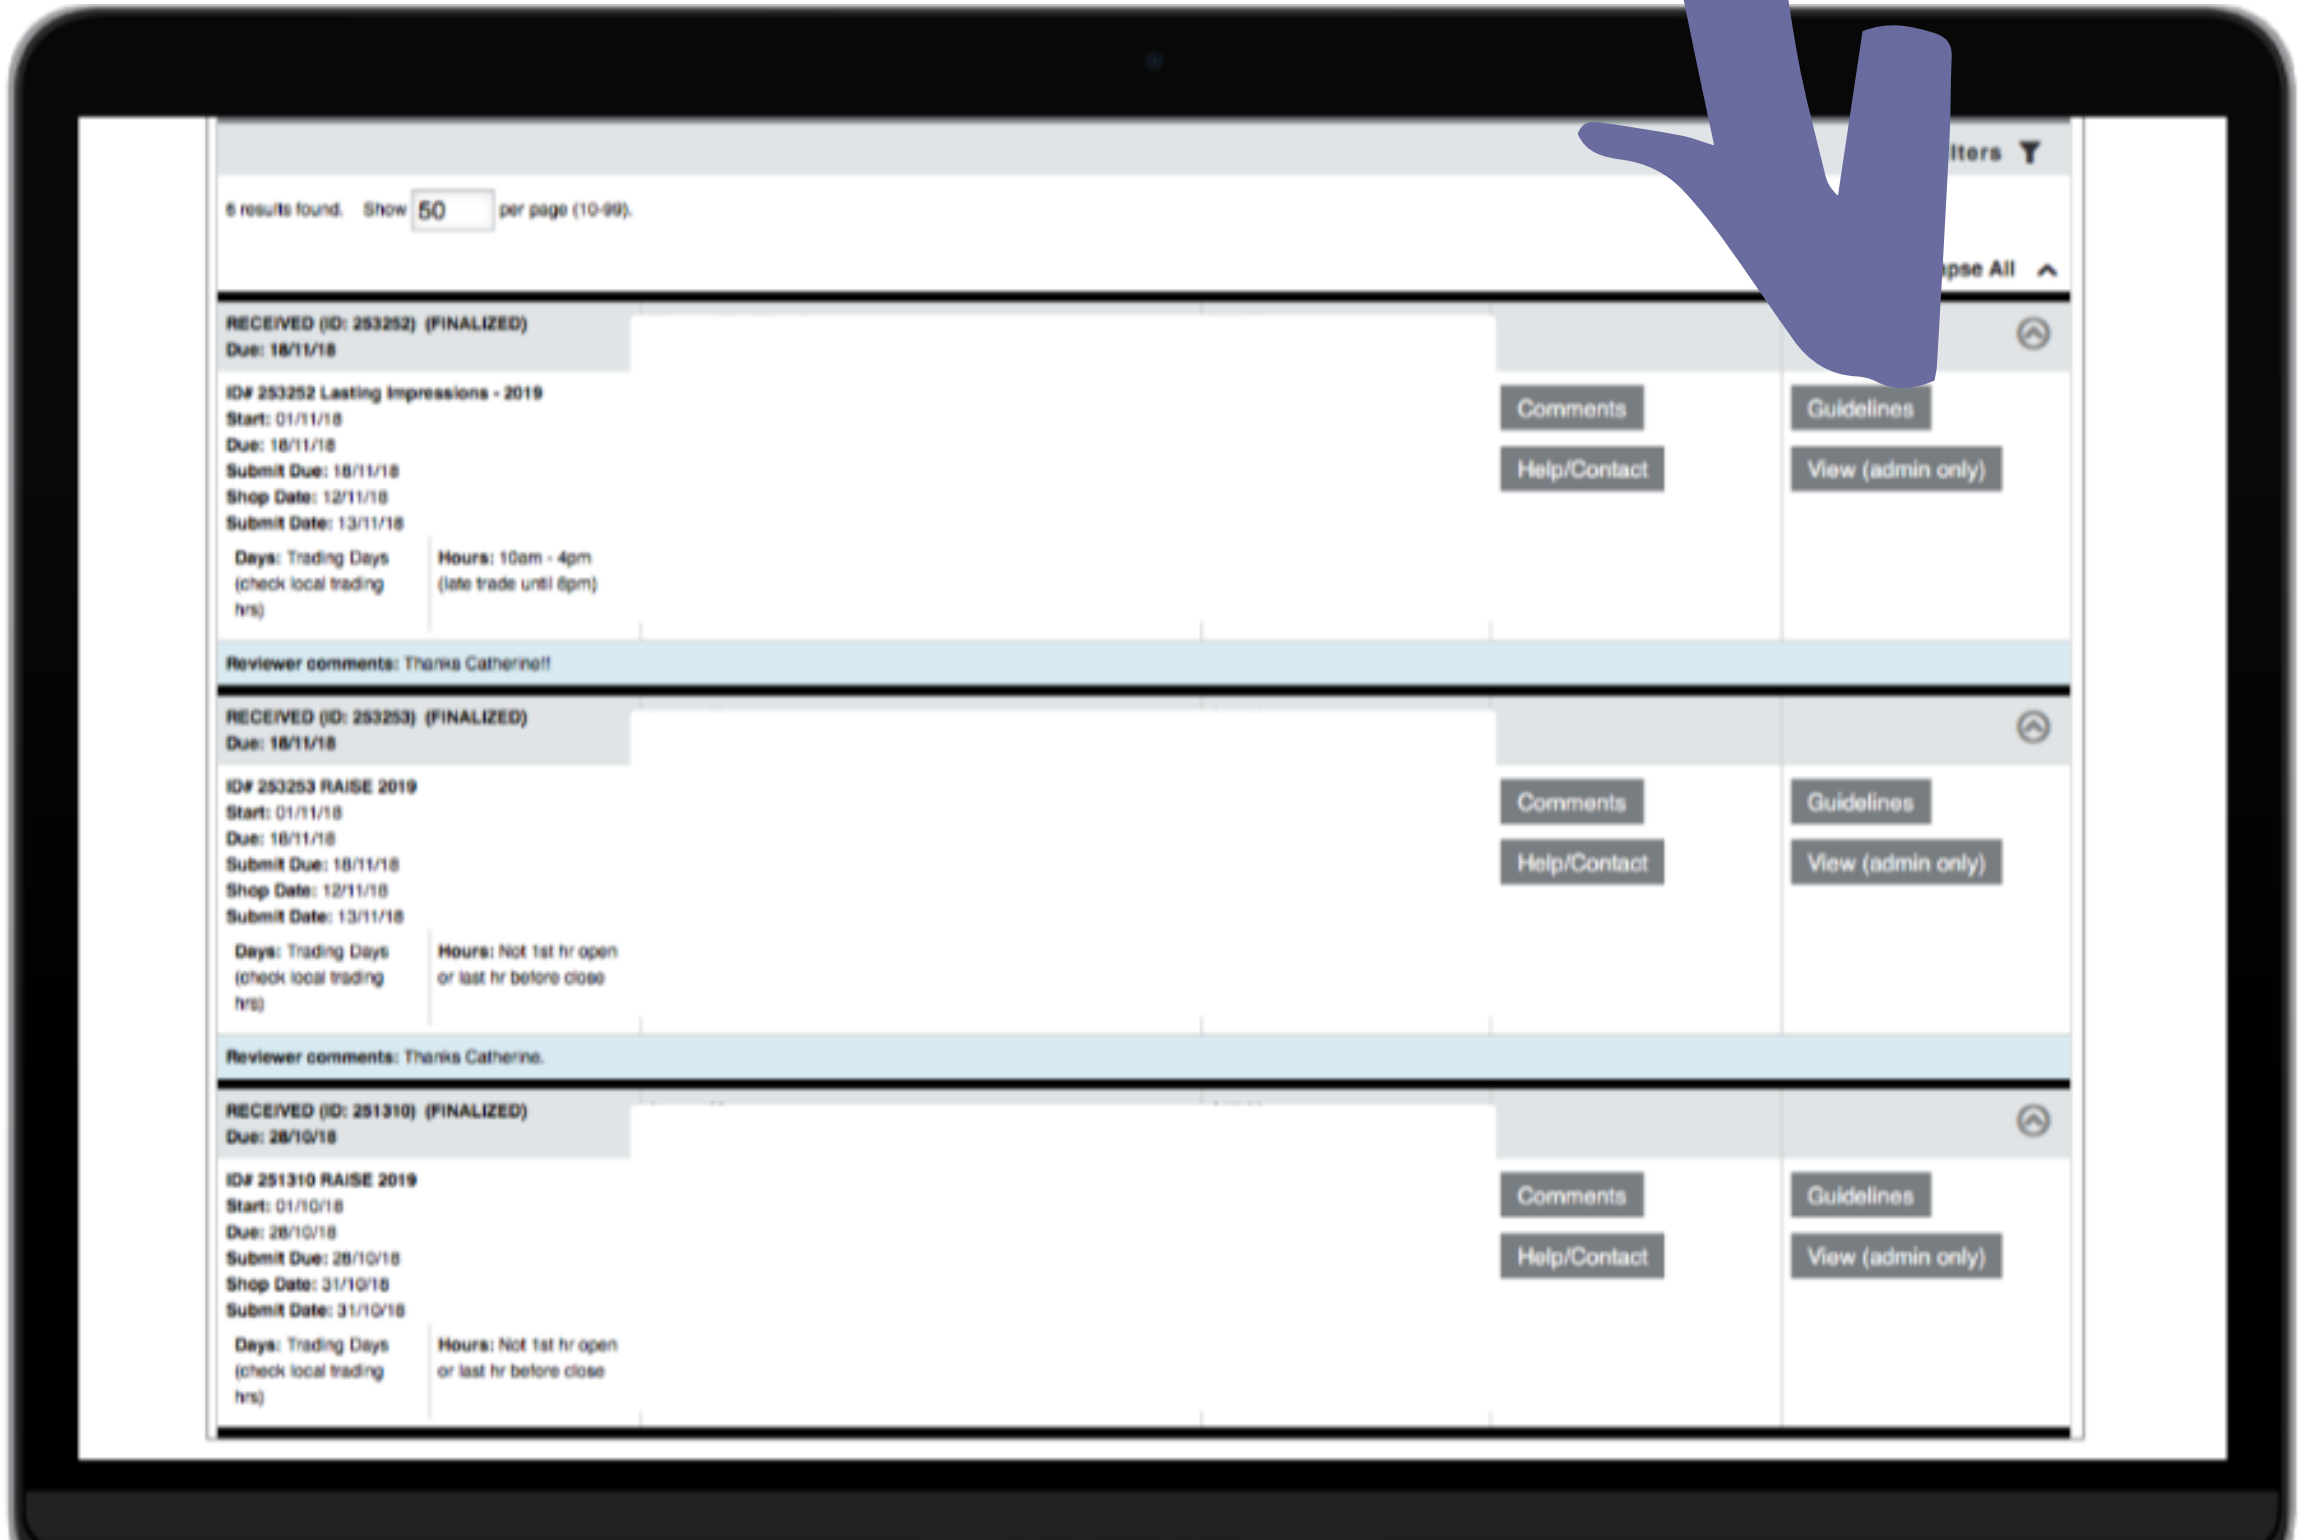 lters
6 results found. Show 50 per page (10-99).
pse All
RECEIVED (ID: 253252) (FINALIZED)
Due: 18/11/18
ID# 253252 Lasting Impressions - 2019
Start: 01/11/18
Due: 18/11/18
Submit Due: 18/11/18
Shop Date: 12/11/18
Submit Date: 13/11/18
Days: Trading Days
(check local trading
hrs)
Hours: 10am - 4pm
(late trade until 8pm)
Comments
Help/Contact
Guidelines
View (admin only)
Reviewer comments: Thanks Catherine!!
RECEIVED (ID: 253253) (FINALIZED)
Due: 18/11/18
ID# 253253 RAISE 2019
Start: 01/11/18
Due: 18/11/18
Submit Due: 18/11/18
Shop Date: 12/11/18
Submit Date: 13/11/18
Days: Trading Days
(check local trading
hrs)
Hours: Not 1st hr open
or last hr before close
Comments
Help/Contact
Guidelines
View (admin only)
Reviewer comments: Thanks Catherine.
RECEIVED (ID: 251310) (FINALIZED)
Due: 28/10/18
ID# 251310 RAISE 2019
Start: 01/10/18
Due: 28/10/18
Submit Due: 28/10/18
Shop Date: 31/10/18
Submit Date: 31/10/18
Days: Trading Days
(check local trading
hrs)
Hours: Not 1st hr open
or last hr before close
Comments
Help/Contact
Guidelines
View (admin only)